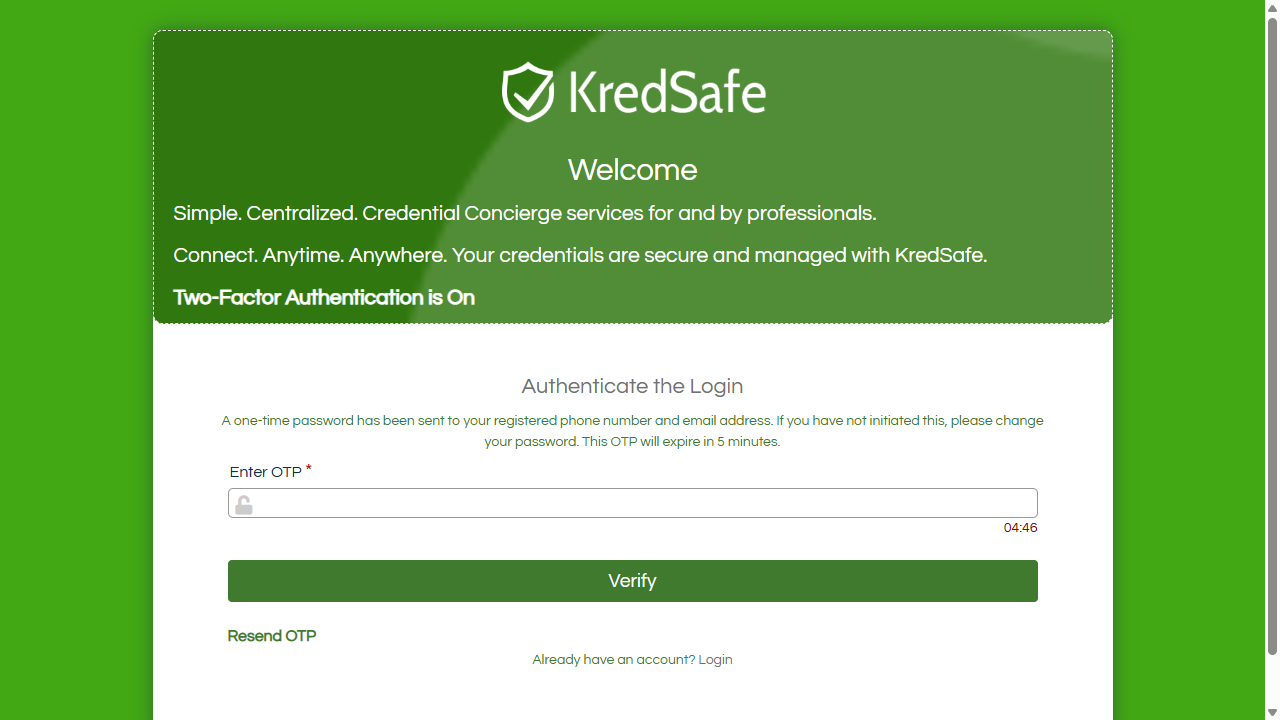 KredSafe
Welcome
Simple. Centralized. Credential Concierge services for and by professionals.
Connect. Anytime. Anywhere. Your credentials are secure and managed with KredSafe.
Two-Factor Authentication is On
Authenticate the Login
A one-time password has been sent to your registered phone number and email address. If you have not initiated this, please change
your password. This OTP will expire in 5 minutes.
Enter OTP *
04:46
Verify
Resend OTP
Already have an account? Login